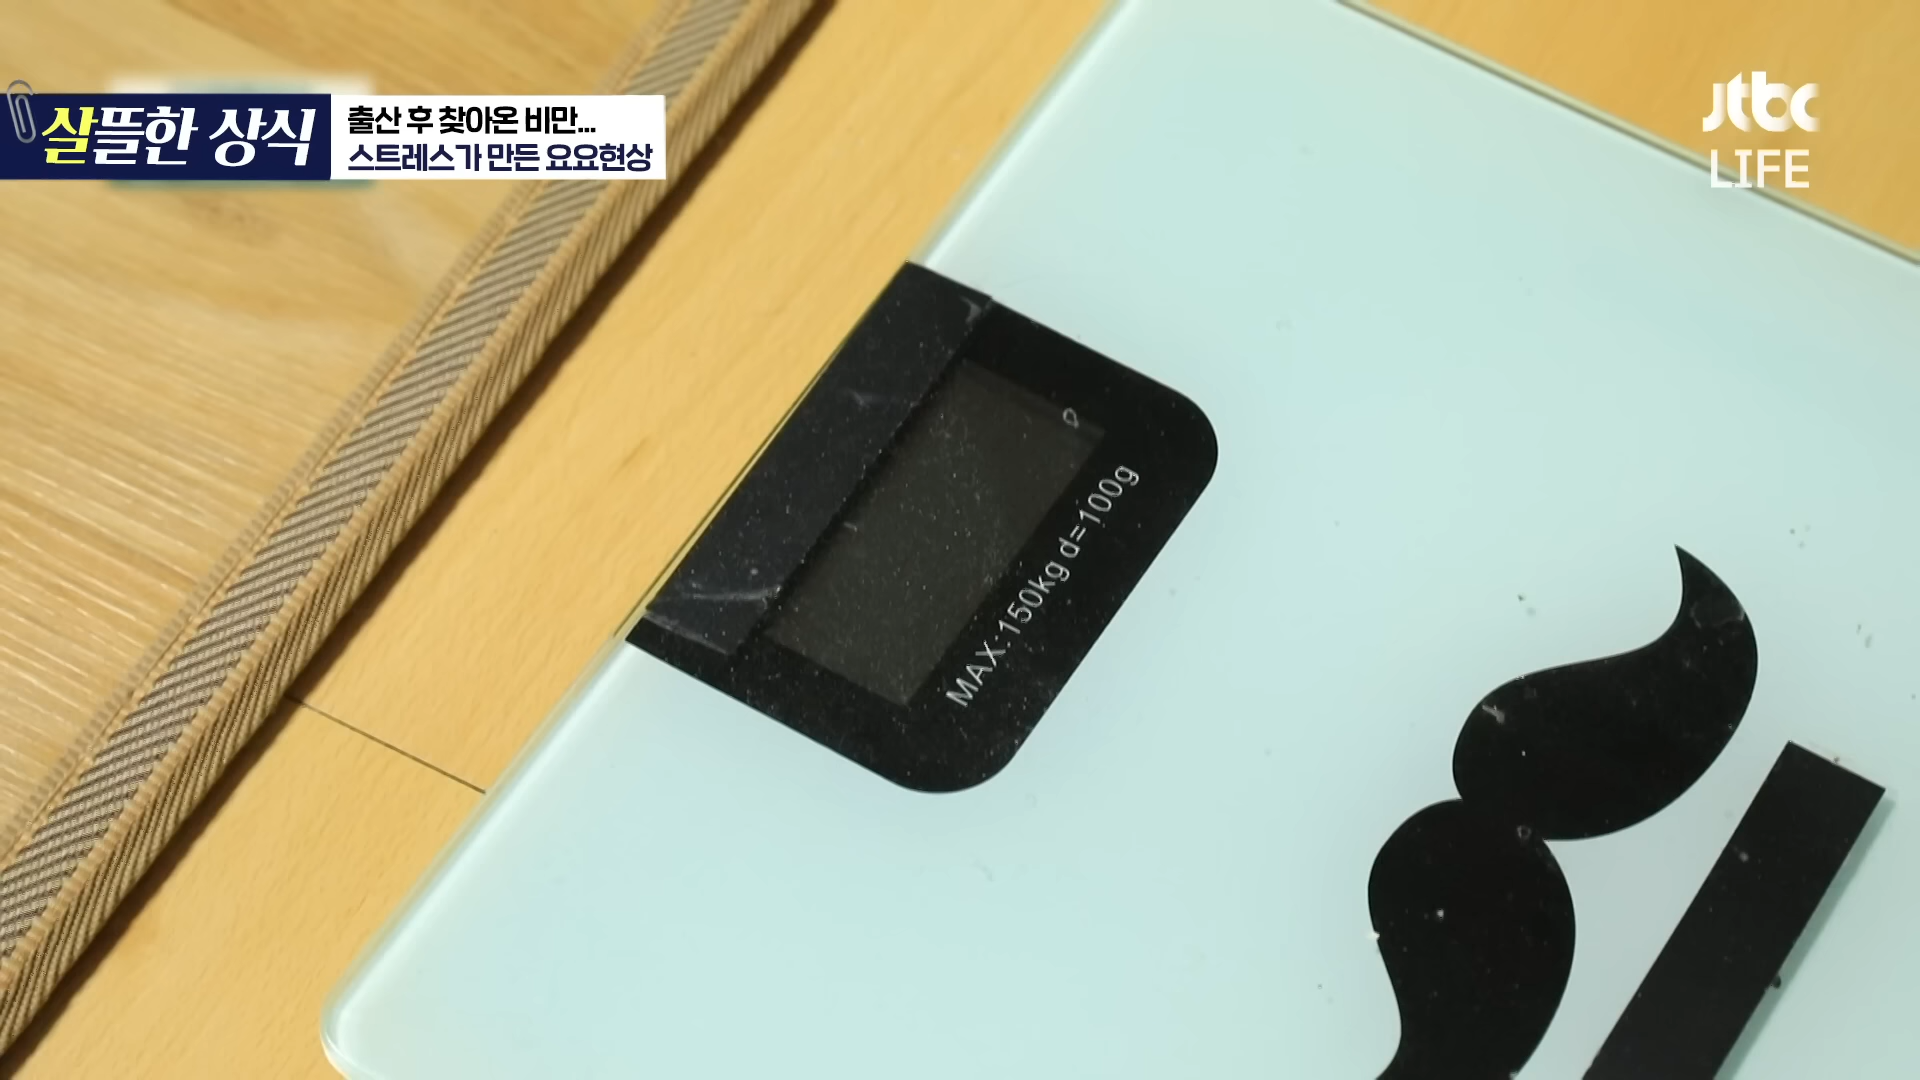 살뜰한 상식
출산 후 찾아온 비만...
스트레스가 만든 요요현상
jtbc
LIFE
MAX:150kg d=100g